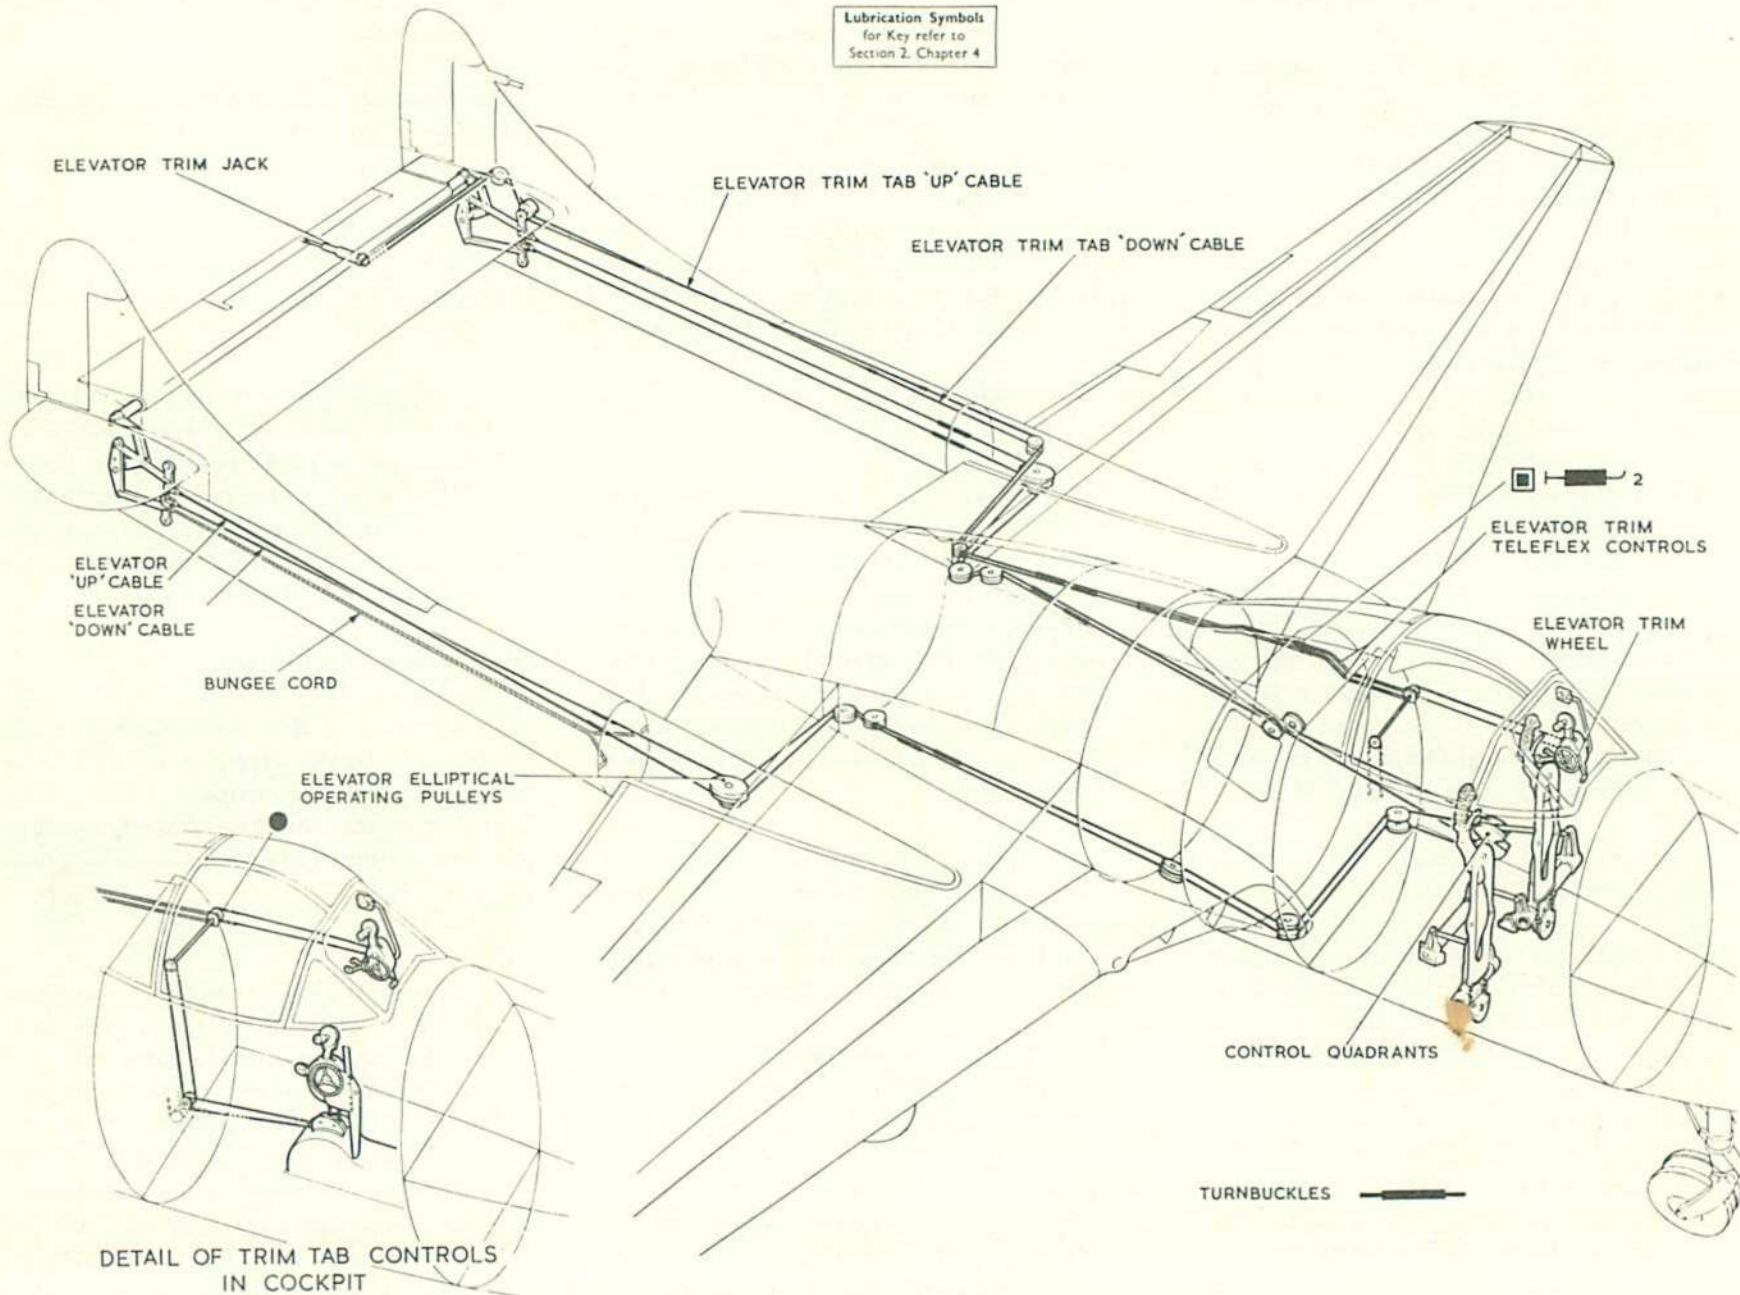 Lubrication Symbols
for Key refer to
Section 2, Chapter 4
ELEVATOR TRIM JACK
ELEVATOR TRIM TAB 'UP' CABLE
ELEVATOR TRIM TAB 'DOWN' CABLE
2
ELEVATOR TRIM
TELEFLEX CONTROLS
ELEVATOR
'UP' CABLE
ELEVATOR
'DOWN' CABLE
ELEVATOR TRIM
WHEEL
BUNGEE CORD
ELEVATOR ELLIPTICAL
OPERATING PULLEYS
CONTROL QUADRANTS
TURNBUCKLES
DETAIL OF TRIM TAB CONTROLS
IN COCKPIT